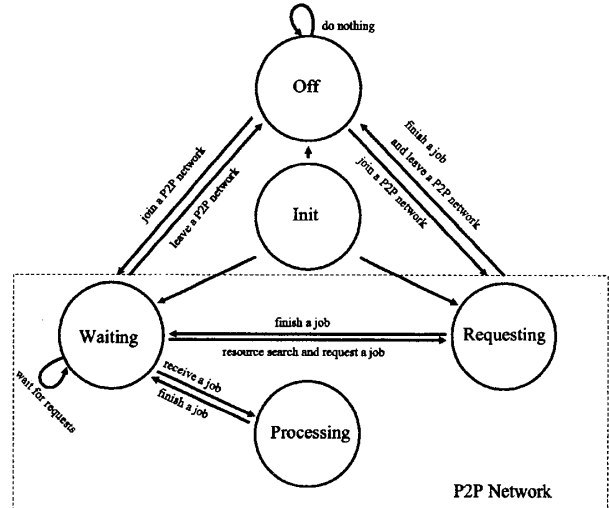 do nothing
Off
finish a job
and leave a P2P network
join a P2P network
leave a P2P network
join a P2P network
Init
Waiting
finish a job
resource search and request a job
Requesting
wait for requests
receive a job
finish a job
Processing
P2P Network